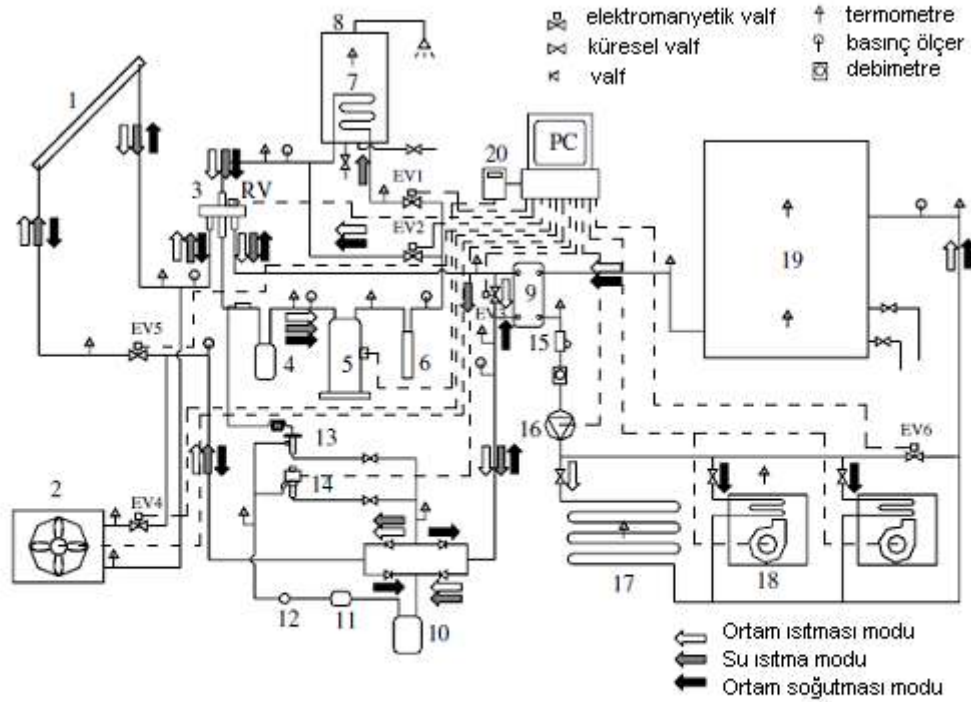 elektromanyetik valf
küresel valf
valf
termometre
basınç ölçer
debimetre
8
1
7
PC
20
EV1
3
RV
EV2
19
9
EV3
EV5
4
5
6
15
16
13
EV6
2
EV4
14
17
18
12
11
10
Ortam ısıtması modu
Su ısıtma modu
Ortam soğutması modu